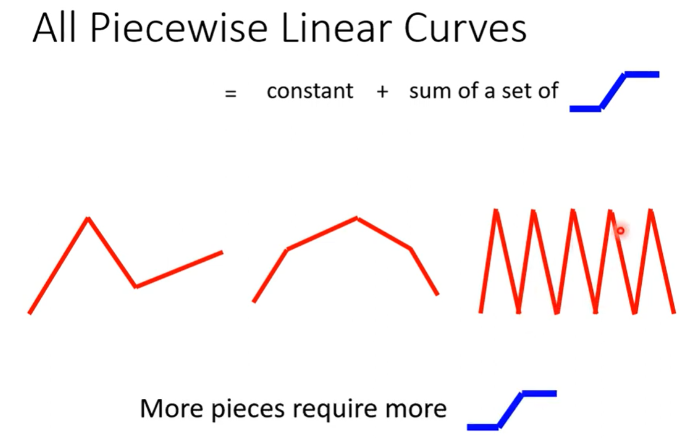 All Piecewise Linear Curves
= constant + sum of a set of
More pieces require more